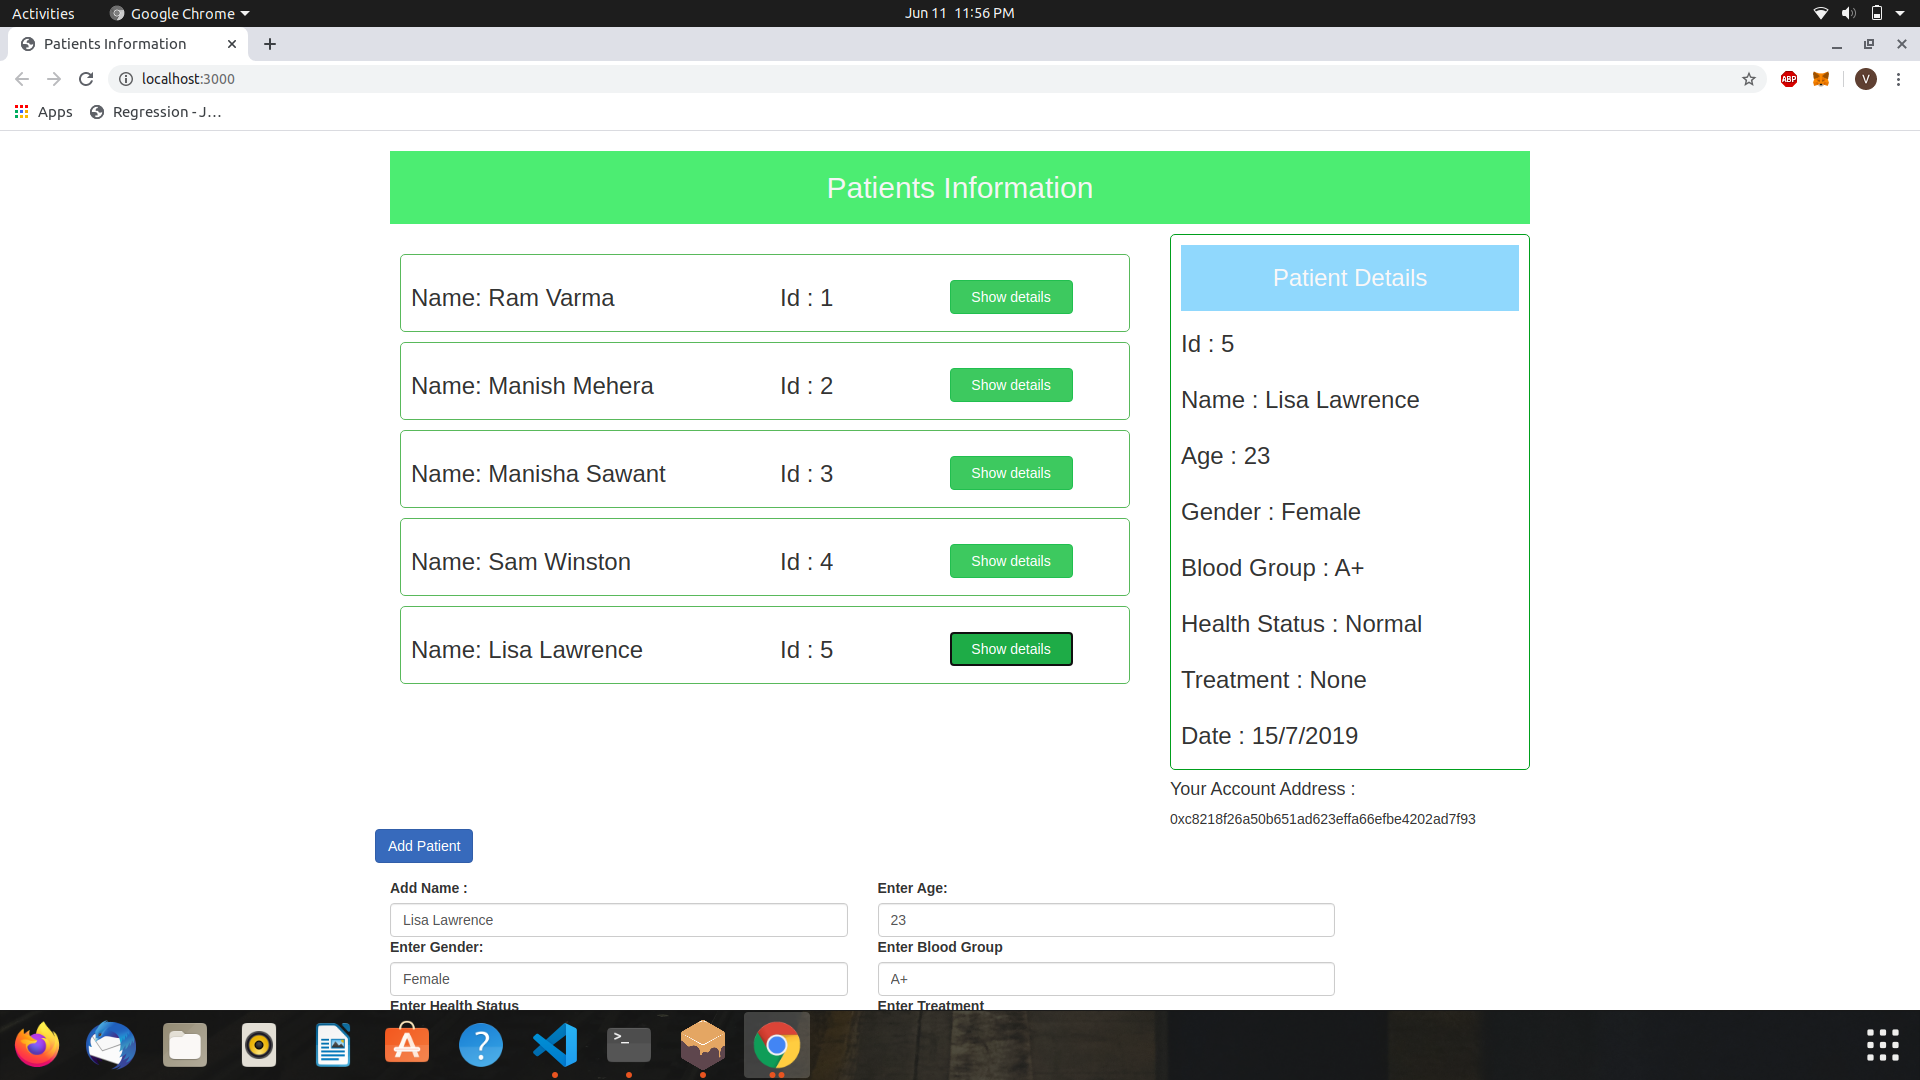 Activities
Google Chrome
Jun 11 11:56 PM
Patients Information
localhost:3000
ABP
V
Apps
Regression - J…
Patients Information
Name: Ram Varma Id : 1 Show details
Name: Manish Mehera Id : 2 Show details
Name: Manisha Sawant Id : 3 Show details
Name: Sam Winston Id : 4 Show details
Name: Lisa Lawrence Id : 5 Show details
Patient Details
Id : 5
Name : Lisa Lawrence
Age : 23
Gender : Female
Blood Group : A+
Health Status : Normal
Treatment : None
Date : 15/7/2019
Your Account Address :
0xc8218f26a50b651ad623effa66efbe4202ad7f93
Add Patient
Add Name : Enter Age:
Lisa Lawrence 23
Enter Gender: Enter Blood Group
Female A+
Enter Health Status Enter Treatment